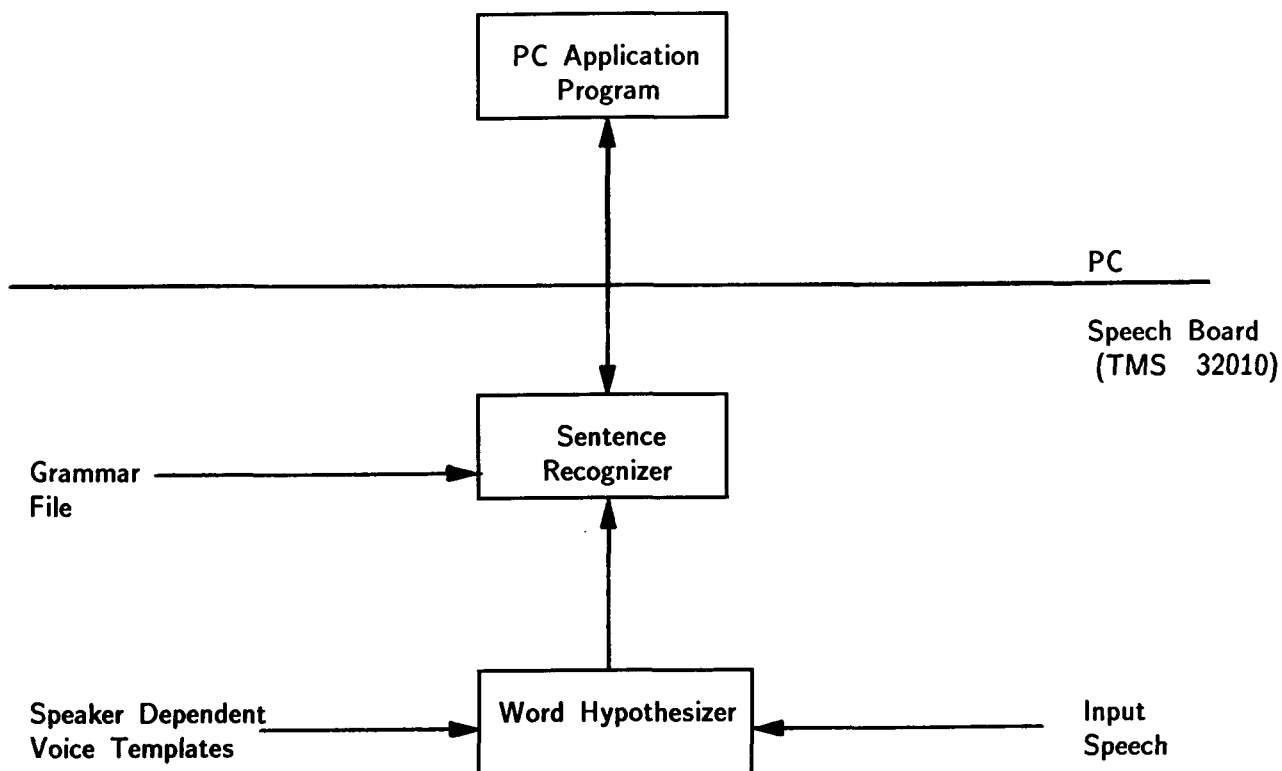 PC Application
Program
PC
Speech Board
(TMS 32010)
Sentence
Recognizer
Grammar
File
Speaker Dependent
Voice Templates
Word Hypothesizer
Input
Speech